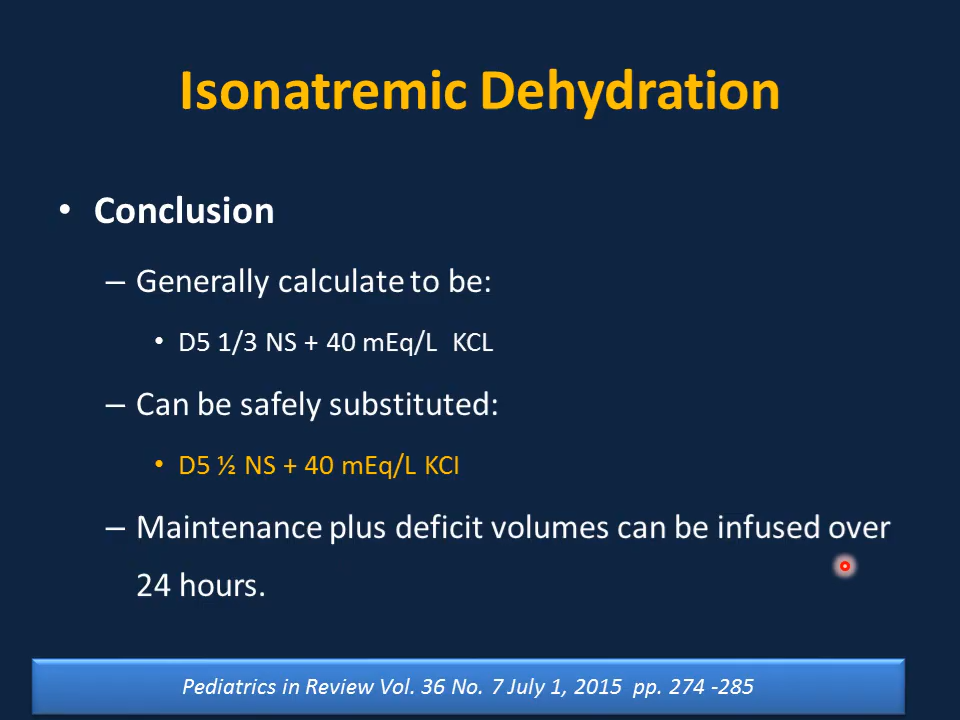 Isonatremic Dehydration
• Conclusion
– Generally calculate to be:
• D5 1/3 NS + 40 mEq/L KCL
– Can be safely substituted:
• D5 ½ NS + 40 mEq/L KCl
– Maintenance plus deficit volumes can be infused over
24 hours.
Pediatrics in Review Vol. 36 No. 7 July 1, 2015 pp. 274 -285